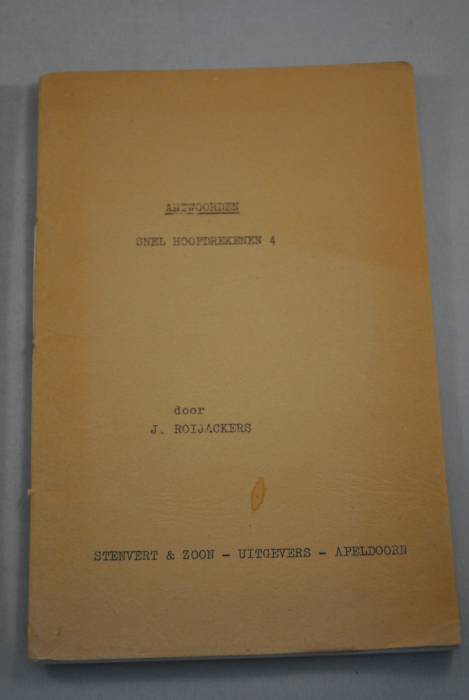 ANTWOORDEN
SNEL HOOFDREKENEN 4
door
J. ROIJACKERS
STENVERT & ZOON - UITGEVERS - APELDOORN